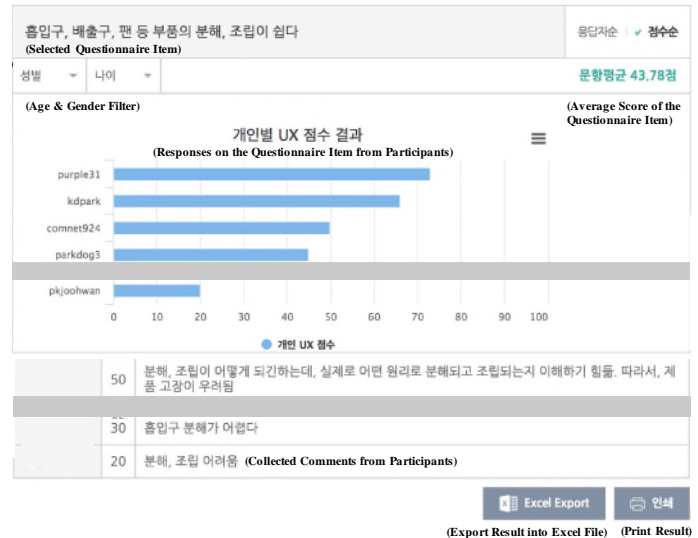 흡입구, 배출구, 팬 등 부품의 분해, 조립이 쉽다
(Selected Questionnaire Item)
응답자순 | ✓ 점수순
성별 나이
문항평균 43.78점
(Age & Gender Filter)
(Average Score of the
Questionnaire Item)
개인별 UX 점수 결과
(Responses on the Questionnaire Item from Participants)
purple31
kdpark
comnet924
parkdog3
pkjoohwan
0 10 20 30 40 50 60 70 80 90 100
개인 UX 점수
50 분해, 조립이 어떻게 되긴하는데, 실제로 어떤 원리로 분해되고 조립되는지 이해하기 힘듦. 따라서, 제
품 고장이 우려됨
30 흡입구 분해가 어렵다
20 분해, 조립 어려움 (Collected Comments from Participants)
Excel Export 인쇄
(Export Result into Excel File) (Print Result)